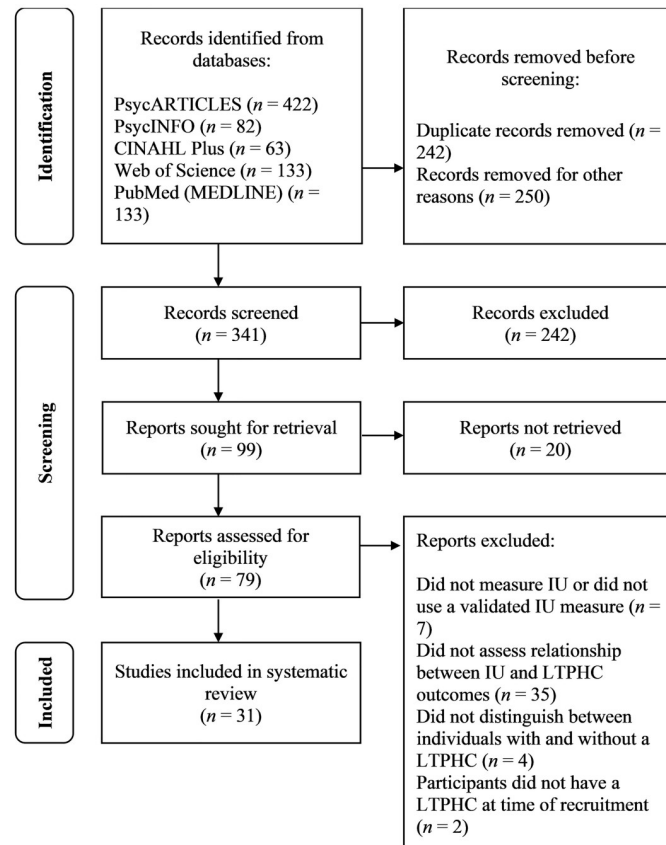 Identification
Records identified from
databases:
PsycARTICLES (n = 422)
PsycINFO (n = 82)
CINAHL Plus (n = 63)
Web of Science (n = 133)
PubMed (MEDLINE) (n =
133)
Records removed before
screening:
Duplicate records removed (n =
242)
Records removed for other
reasons (n = 250)
Screening
Records screened
(n = 341)
Records excluded
(n = 242)
Reports sought for retrieval
(n = 99)
Reports not retrieved
(n = 20)
Reports assessed for
eligibility
(n = 79)
Reports excluded:
Did not measure IU or did not
use a validated IU measure (n =
7)
Did not assess relationship
between IU and LTPHC
outcomes (n = 35)
Did not distinguish between
individuals with and without a
LTPHC (n = 4)
Participants did not have a
LTPHC at time of recruitment
(n = 2)
Included
Studies included in systematic
review
(n = 31)